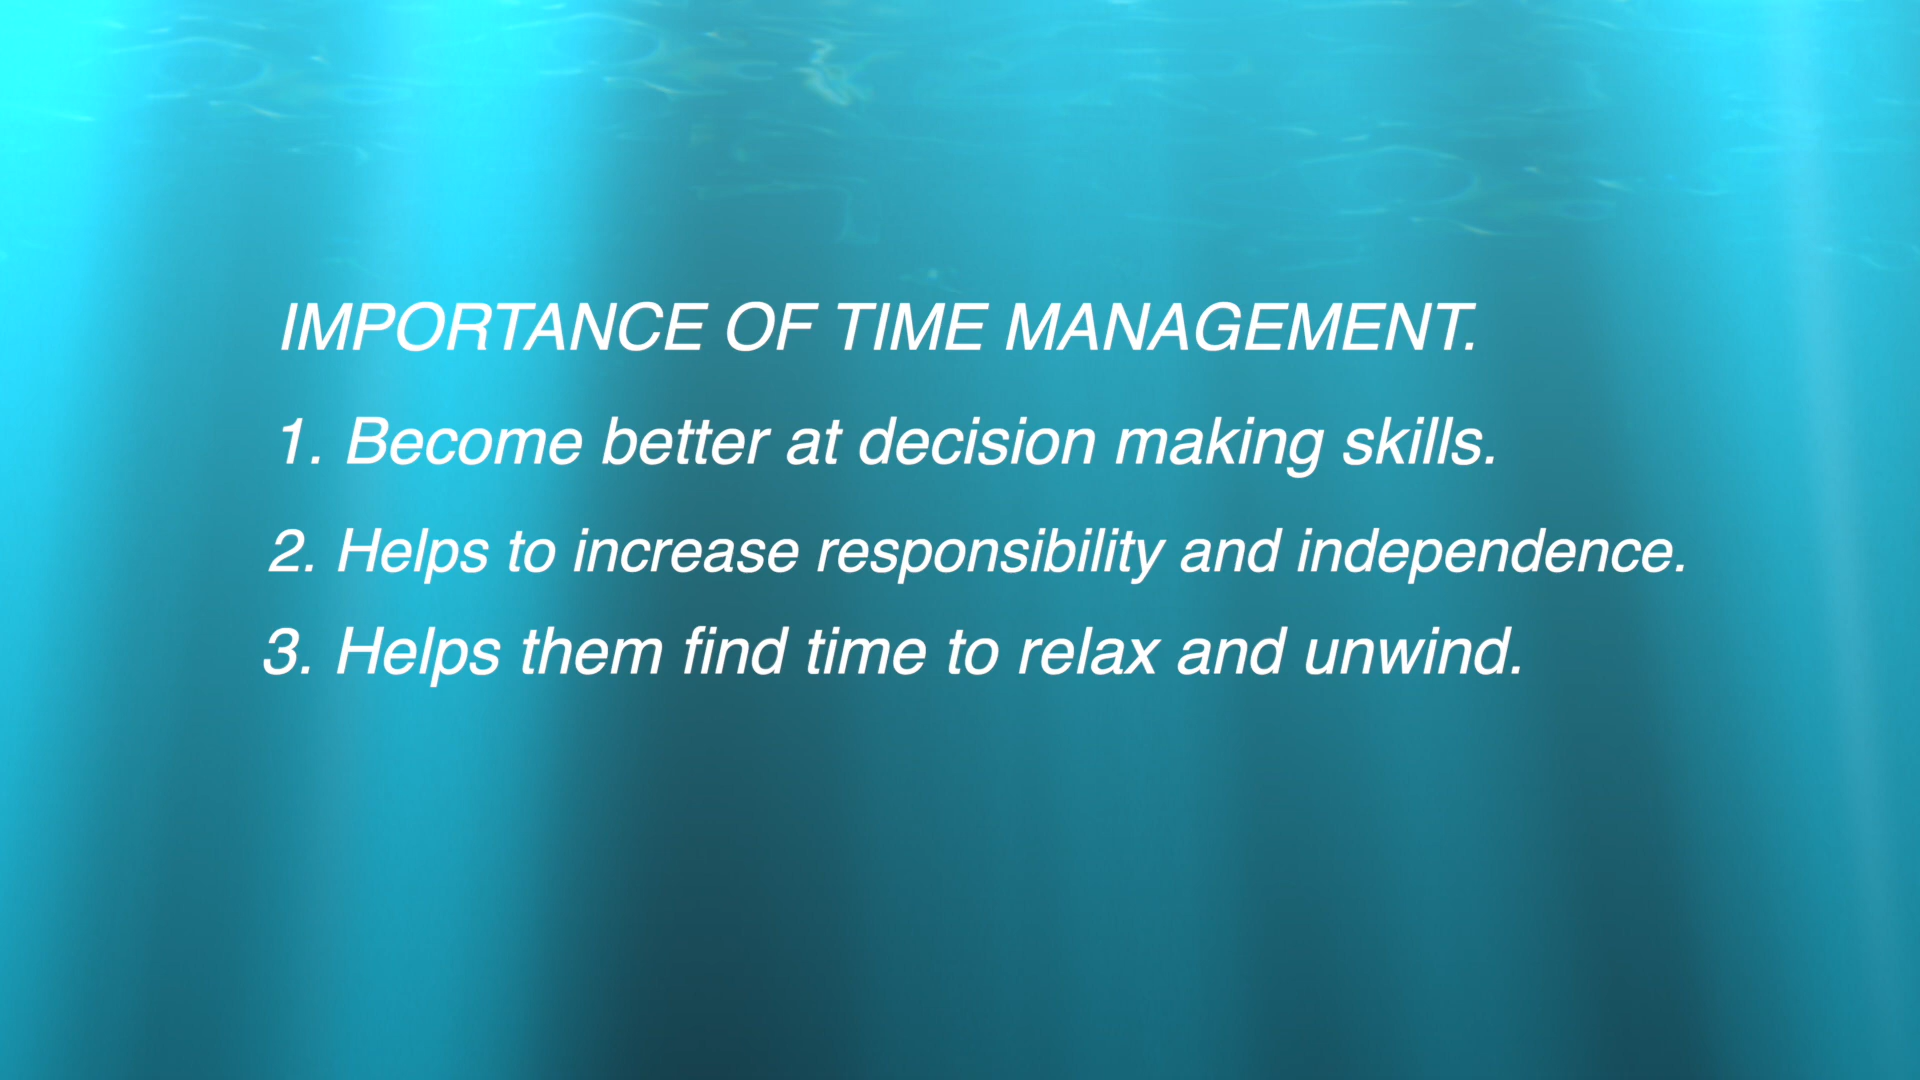 IMPORTANCE OF TIME MANAGEMENT.
1. Become better at decision making skills.
2. Helps to increase responsibility and independence.
3. Helps them find time to relax and unwind.